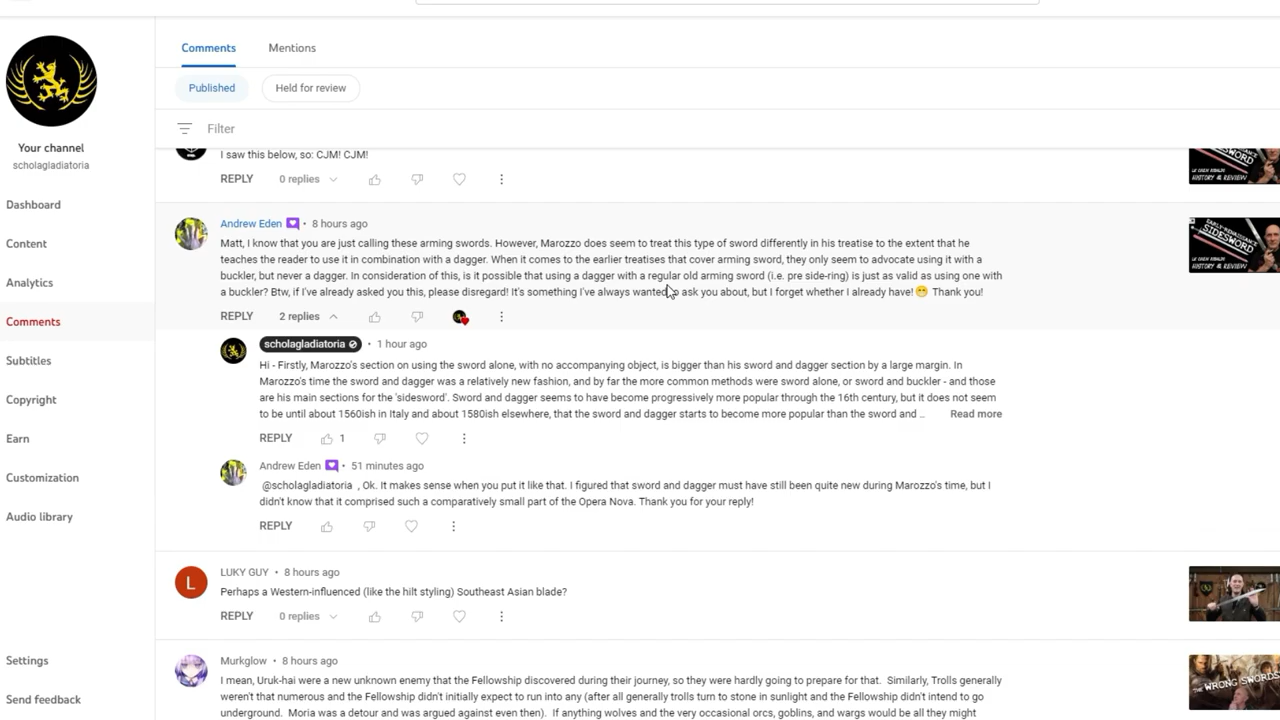 Comments
Mentions
Published
Held for review
Filter
Your channel
scholagladiatoria
Dashboard
Content
Analytics
Comments
Subtitles
Copyright
Earn
Customization
Audio library
Settings
Send feedback
I saw this below, so: CJM! CJM!
REPLY 0 replies
SIDESWORD
HISTORY & REVIEW
Andrew Eden • 8 hours ago
Matt, I know that you are just calling these arming swords. However, Marozzo does seem to treat this type of sword differently in his treatise to the extent that he
teaches the reader to use it in combination with a dagger. When it comes to the earlier treatises that cover arming sword, they only seem to advocate using it with a
buckler, but never a dagger. In consideration of this, is it possible that using a dagger with a regular old arming sword (i.e. pre side-ring) is just as valid as using one with
a buckler? Btw, if I've already asked you this, please disregard! It's something I've always wanted to ask you about, but I forget whether I already have! 😁 Thank you!
REPLY 2 replies
SIDESWORD
HISTORY & REVIEW
scholagladiatoria • 1 hour ago
Hi - Firstly, Marozzo's section on using the sword alone, with no accompanying object, is bigger than his sword and dagger section by a large margin. In
Marozzo's time the sword and dagger was a relatively new fashion, and by far the more common methods were sword alone, or sword and buckler - and those
are his main sections for the 'sidesword'. Sword and dagger seems to have become progressively more popular through the 16th century, but it does not seem
to be until about 1560ish in Italy and about 1580ish elsewhere, that the sword and dagger starts to become more popular than the sword and ... Read more
REPLY 1
Andrew Eden • 51 minutes ago
@scholagladiatoria , Ok. It makes sense when you put it like that. I figured that sword and dagger must have still been quite new during Marozzo's time, but I
didn't know that it comprised such a comparatively small part of the Opera Nova. Thank you for your reply!
REPLY
L
LUKY GUY • 8 hours ago
Perhaps a Western-influenced (like the hilt styling) Southeast Asian blade?
REPLY 0 replies
Murkglow • 8 hours ago
I mean, Uruk-hai were a new unknown enemy that the Fellowship discovered during their journey, so they were hardly going to prepare for that. Similarly, Trolls generally
weren't that numerous and the Fellowship didn't initially expect to run into any (after all generally trolls turn to stone in sunlight and the Fellowship didn't intend to go
underground. Moria was a detour and was argued against even then). If anything wolves and the very occasional orcs, goblins, and wargs would be all they might
THE WRONG SWORDS